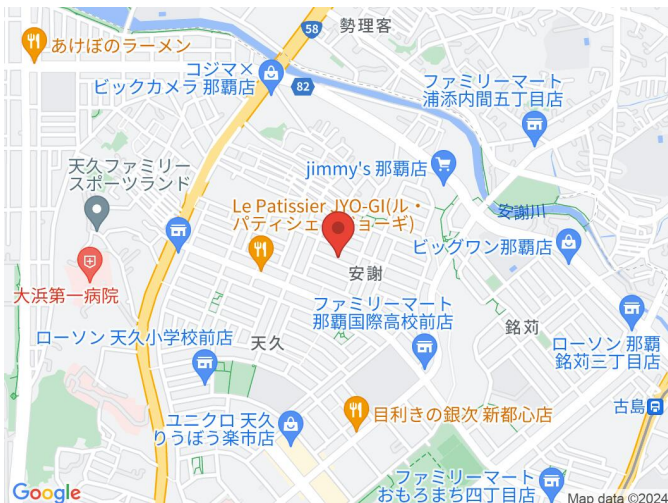 58
勢理客
あけぼのラーメン
コジマ×
ビックカメラ 那覇店
82
ファミリーマート
浦添内間五丁目店
天久ファミリー
スポーツランド
jimmy's 那覇店
Le Patissier JYO-GI(ル・
パティシェ
ョーギ)
安謝川
ビッグワン那覇店
安謝
大浜第一病院
ファミリーマート
那覇国際高校前店
銘苅
ローソン 天久小学校前店
天久
ローソン 那覇
銘苅三丁目店
古島
目利きの銀次 新都心店
ユニクロ 天久
りうぼう楽市店
ファミリーマート
おもろまち四丁目店
Google
Map data ©2024